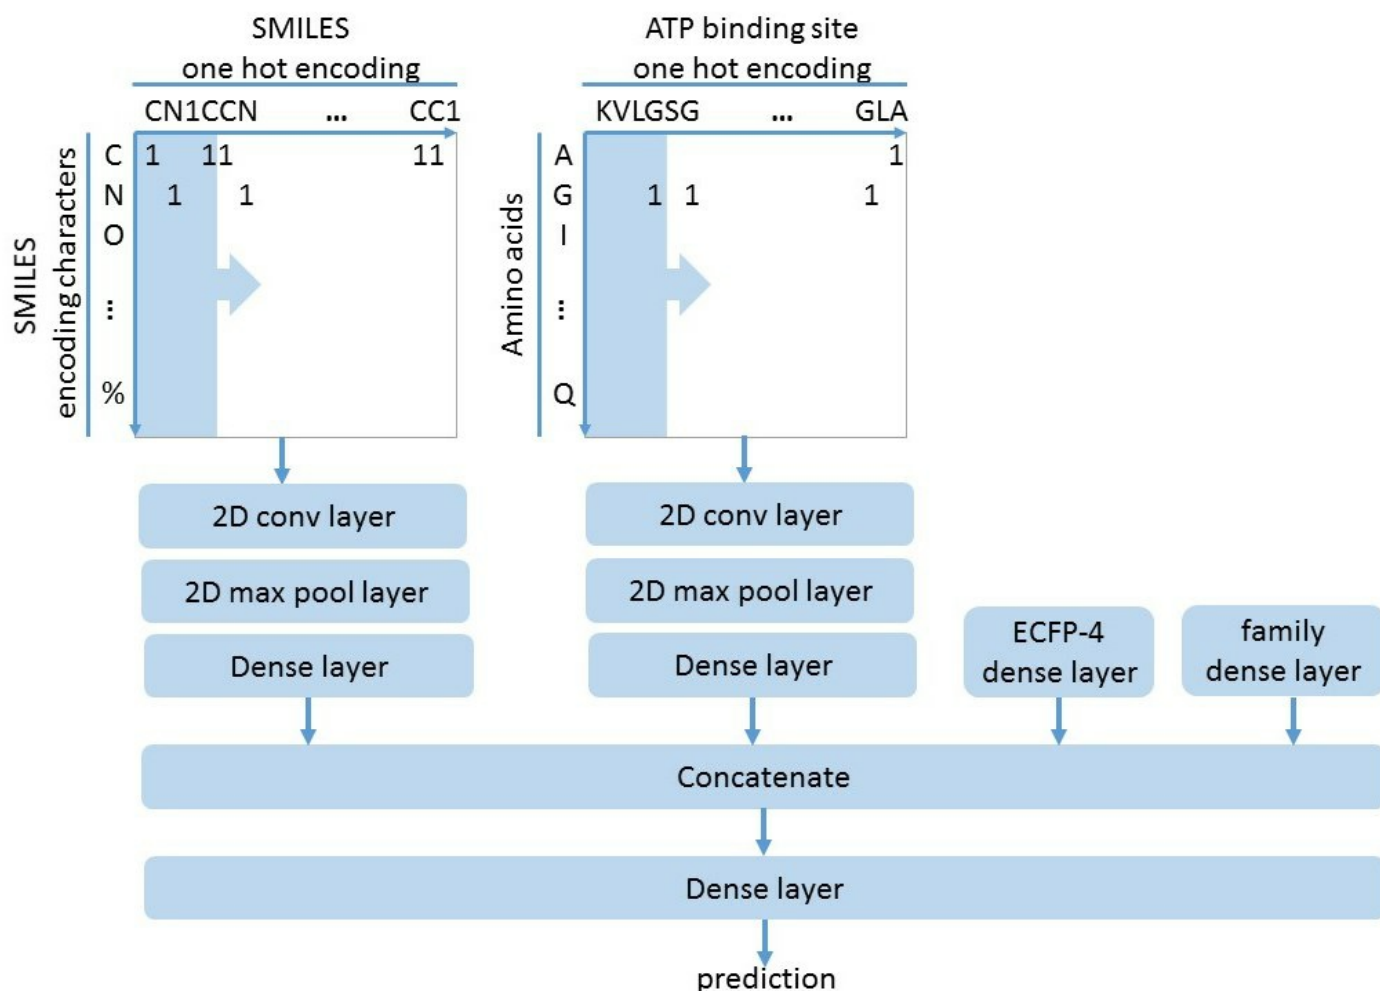 SMILES
one hot encoding
CN1CCN ... CC1
SMILES
encoding characters
C 1 11 11
N 1 1
O
...
%
ATP binding site
one hot encoding
KVLGSG ... GLA
Amino acids
A 1
G 1 1 1
I
...
Q
2D conv layer
2D max pool layer
Dense layer
2D conv layer
2D max pool layer
Dense layer
ECFP-4
dense layer
family
dense layer
Concatenate
Dense layer
prediction